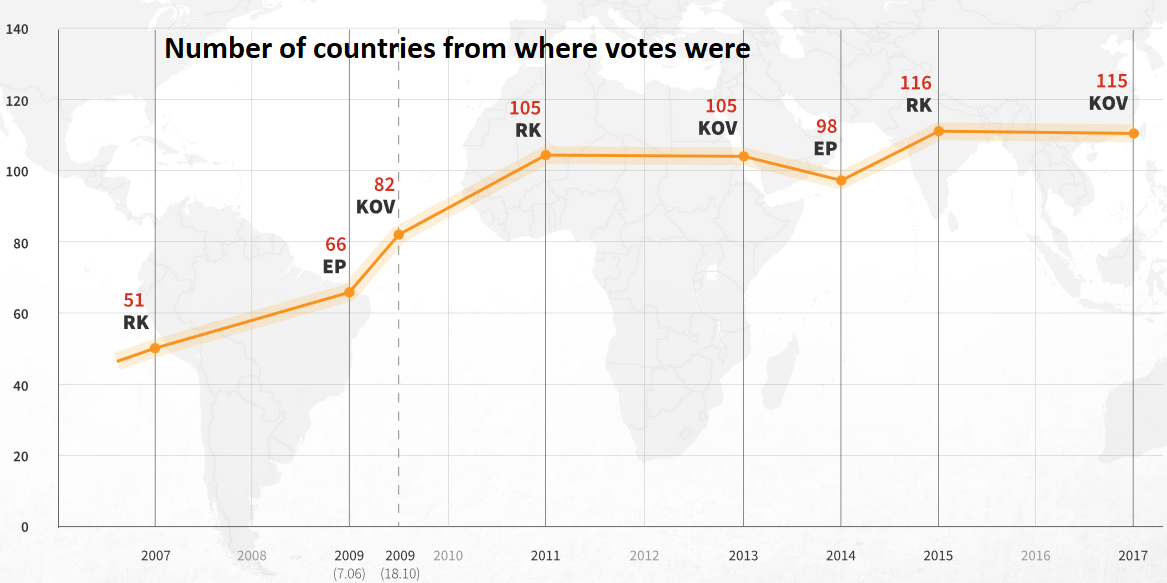 Number of countries from where votes were
140
120
100
80
60
40
20
0
51
RK
66
EP
82
KOV
105
RK
105
KOV
98
EP
116
RK
115
KOV
2007 2008 2009 2009 2010 2011 2012 2013 2014 2015 2016 2017
(7.06) (18.10)